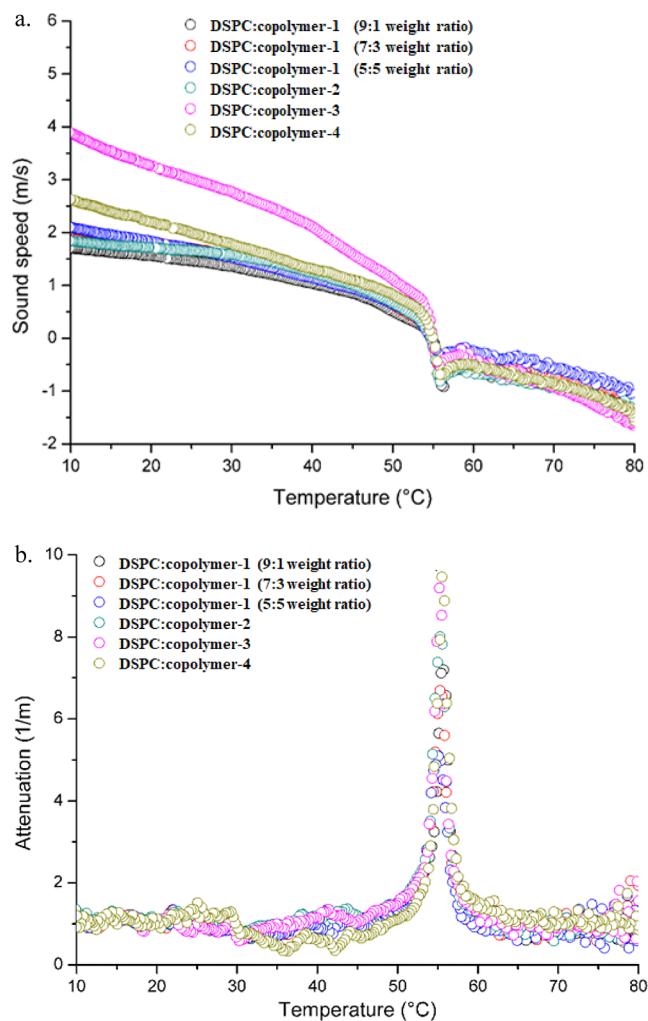 a.
6
5
4
3
2
1
0
-1
-2
Sound speed (m/s)
DSPC:copolymer-1 (9:1 weight ratio)
DSPC:copolymer-1 (7:3 weight ratio)
DSPC:copolymer-1 (5:5 weight ratio)
DSPC:copolymer-2
DSPC:copolymer-3
DSPC:copolymer-4
10 20 30 40 50 60 70 80
Temperature (°C)
b.
10
8
6
4
2
0
Attenuation (1/m)
DSPC:copolymer-1 (9:1 weight ratio)
DSPC:copolymer-1 (7:3 weight ratio)
DSPC:copolymer-1 (5:5 weight ratio)
DSPC:copolymer-2
DSPC:copolymer-3
DSPC:copolymer-4
10 20 30 40 50 60 70 80
Temperature (°C)